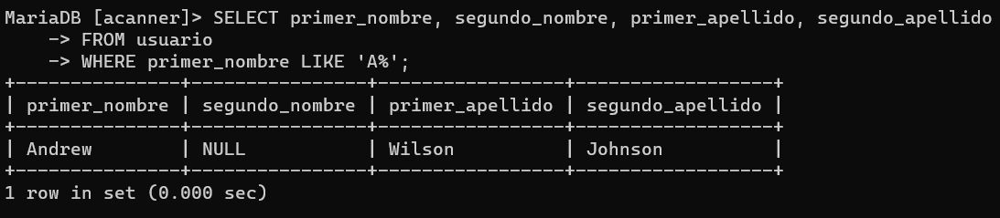 MariaDB [acanner]> SELECT primer_nombre, segundo_nombre, primer_apellido, segundo_apellido
    -> FROM usuario
    -> WHERE primer_nombre LIKE 'A%';
+---------------+----------------+-----------------+------------------+
| primer_nombre | segundo_nombre | primer_apellido | segundo_apellido |
+---------------+----------------+-----------------+------------------+
| Andrew        | NULL           | Wilson          | Johnson          |
+---------------+----------------+-----------------+------------------+
1 row in set (0.000 sec)